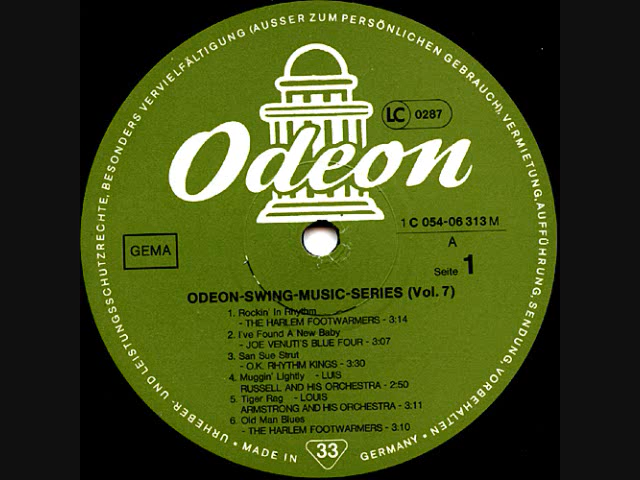 URHEBER- UND LEISTUNGSSCHUTZRECHTE, BESONDERS VERVIELFÄLTIGUNG (AUSSER ZUM PERSÖNLICHEN GEBRAUCH), VERMIETUNG, AUFFÜHRUNG, SENDUNG, VORBEHALTEN
Odeon
LC 0287
1 C 054-06 313 M
A
GEMA
Seite 1
ODEON-SWING-MUSIC-SERIES (Vol. 7)
1. Rockin' In Rhythm
- THE HARLEM FOOTWARMERS - 3:14
2. I've Found A New Baby
- JOE VENUTI'S BLUE FOUR - 3:07
3. San Sue Strut
- O.K. RHYTHM KINGS - 3:30
4. Muggin' Lightly - LUIS
RUSSELL AND HIS ORCHESTRA - 2:50
5. Tiger Rag - LOUIS
ARMSTRONG AND HIS ORCHESTRA - 3:11
6. Old Man Blues
- THE HARLEM FOOTWARMERS - 3:10
• MADE IN 33 GERMANY •